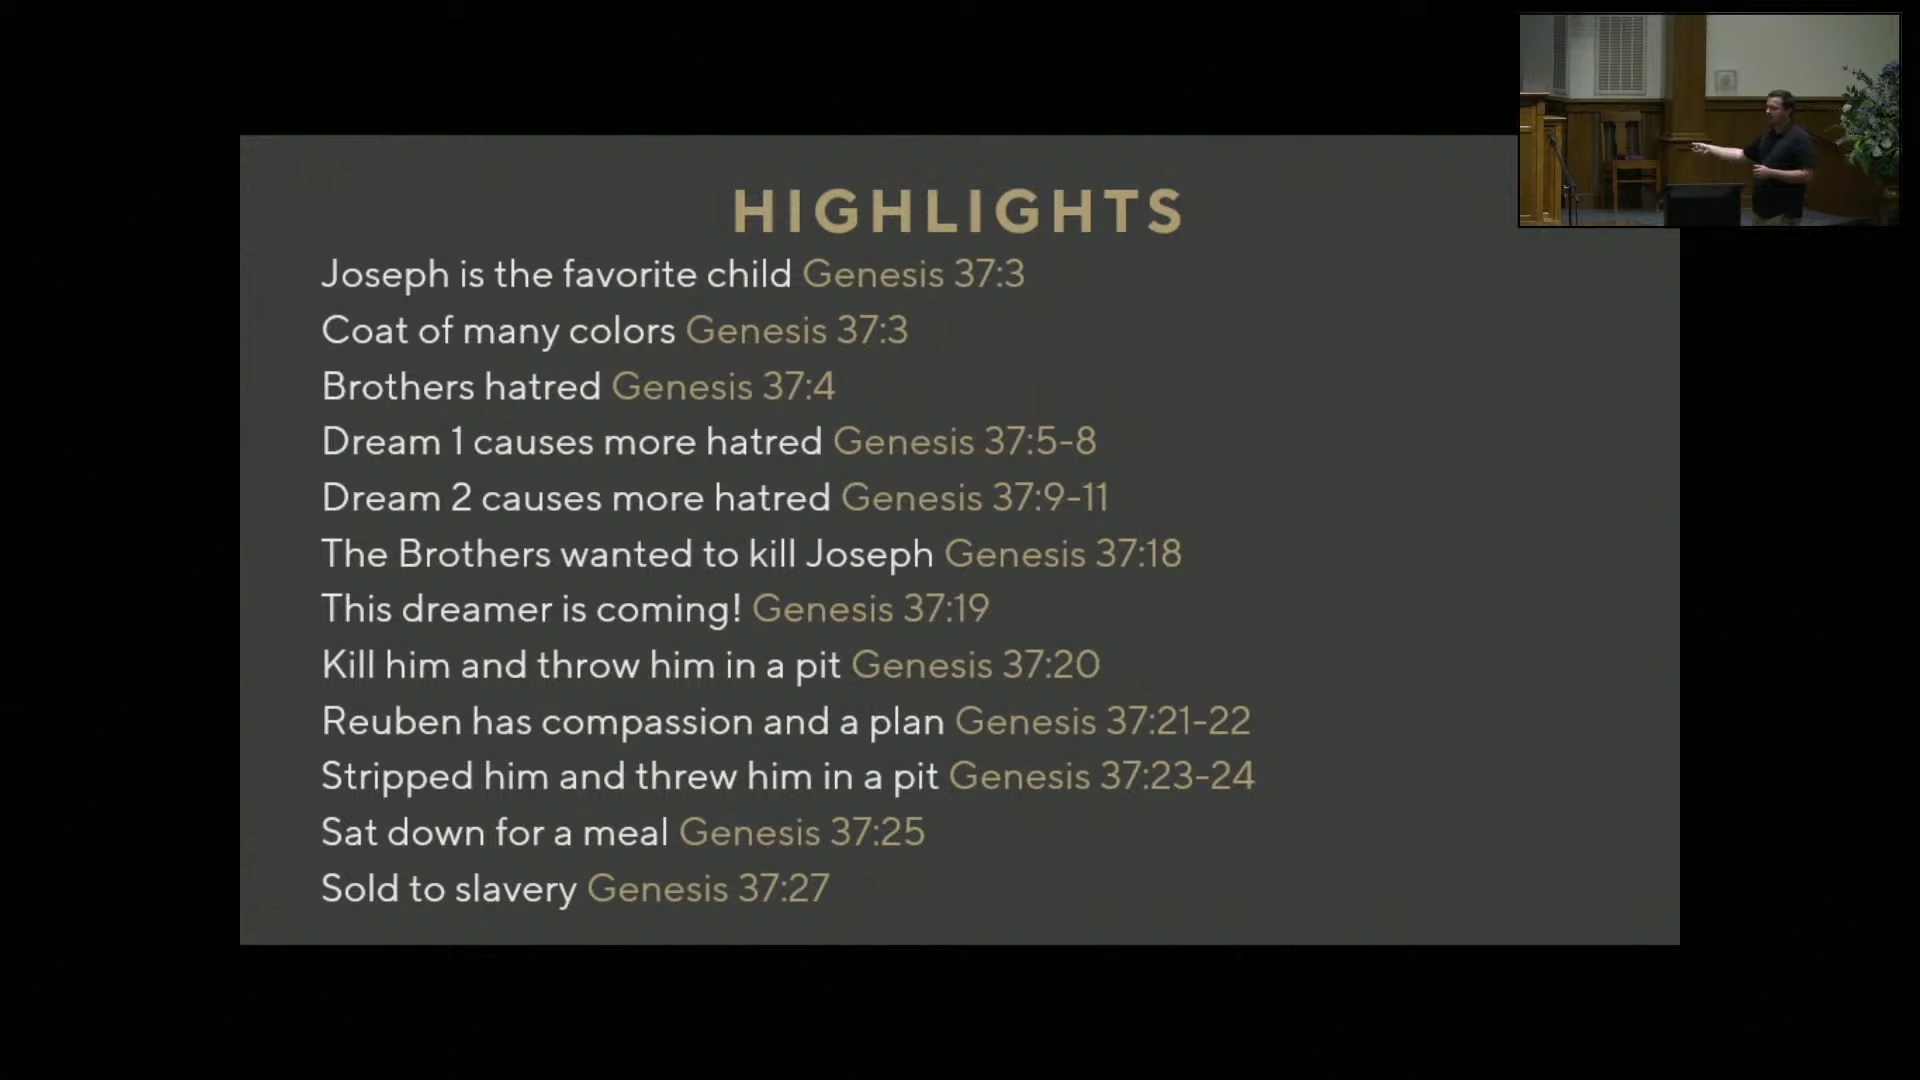 HIGHLIGHTS
Joseph is the favorite child Genesis 37:3
Coat of many colors Genesis 37:3
Brothers hatred Genesis 37:4
Dream 1 causes more hatred Genesis 37:5-8
Dream 2 causes more hatred Genesis 37:9-11
The Brothers wanted to kill Joseph Genesis 37:18
This dreamer is coming! Genesis 37:19
Kill him and throw him in a pit Genesis 37:20
Reuben has compassion and a plan Genesis 37:21-22
Stripped him and threw him in a pit Genesis 37:23-24
Sat down for a meal Genesis 37:25
Sold to slavery Genesis 37:27